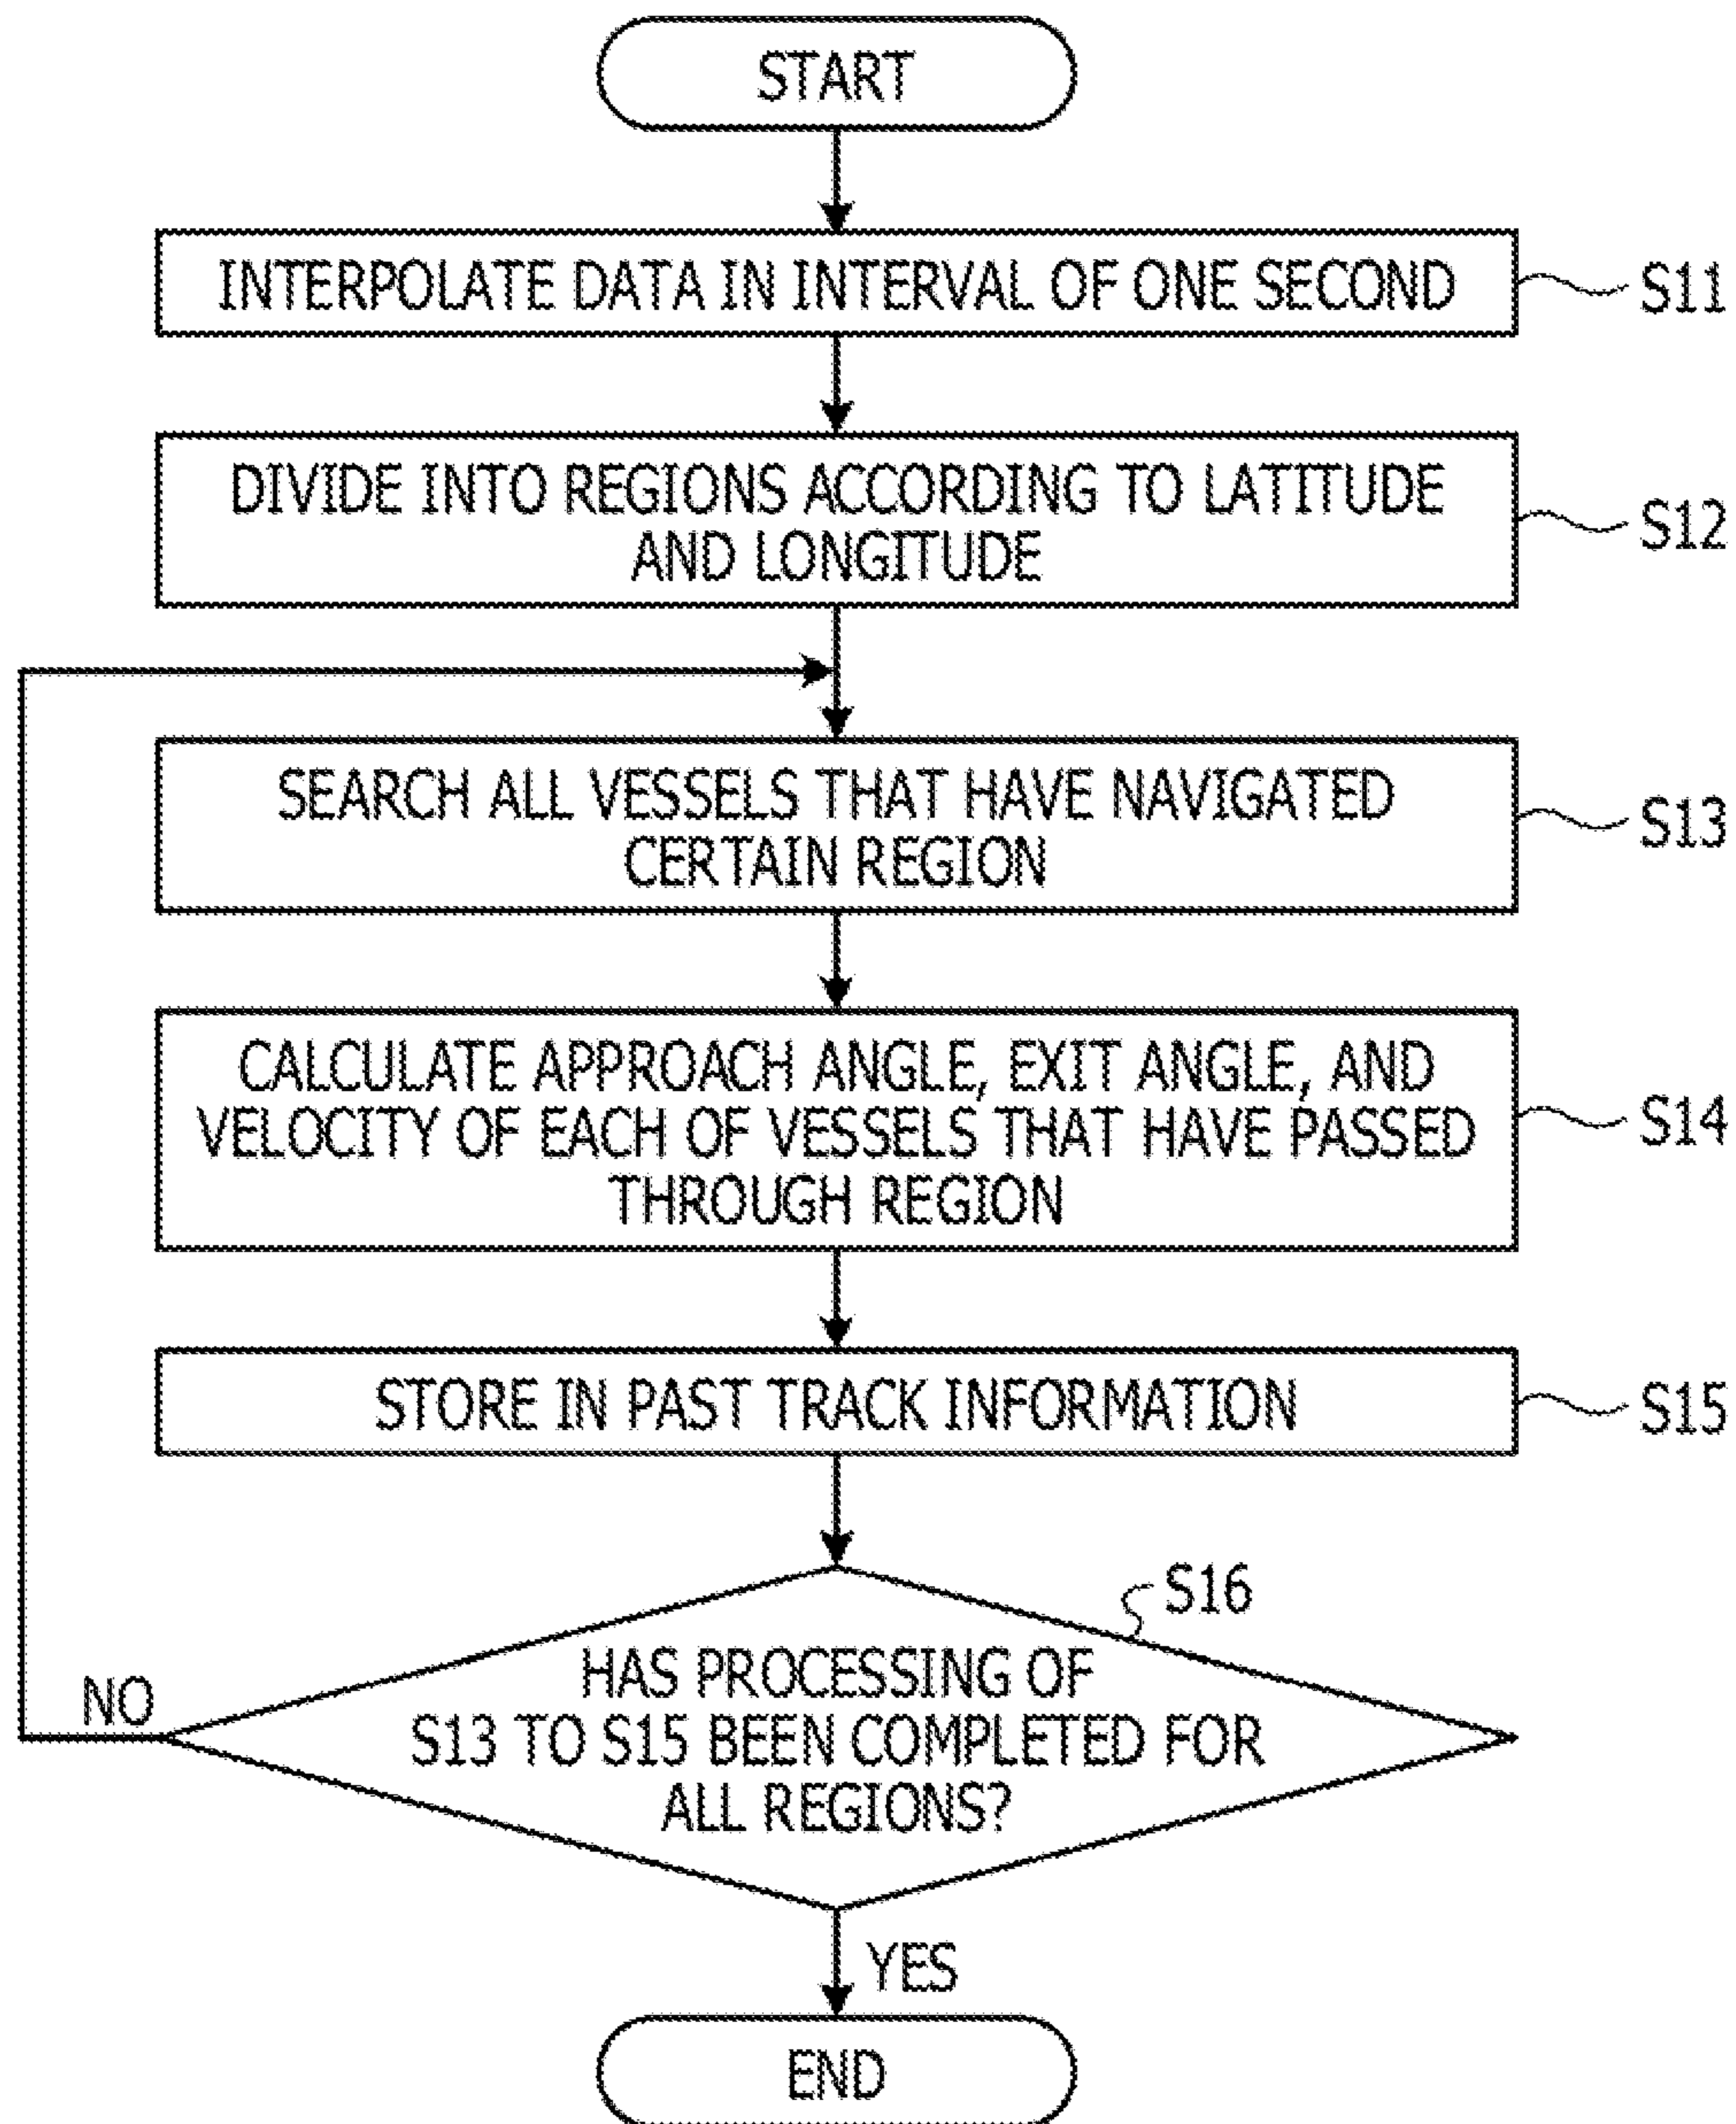 START
INTERPOLATE DATA IN INTERVAL OF ONE SECOND
S11
DIVIDE INTO REGIONS ACCORDING TO LATITUDE
AND LONGITUDE
S12
SEARCH ALL VESSELS THAT HAVE NAVIGATED
CERTAIN REGION
S13
CALCULATE APPROACH ANGLE, EXIT ANGLE, AND
VELOCITY OF EACH OF VESSELS THAT HAVE PASSED
THROUGH REGION
S14
STORE IN PAST TRACK INFORMATION
S15
S16
HAS PROCESSING OF
S13 TO S15 BEEN COMPLETED FOR
ALL REGIONS?
NO
YES
END